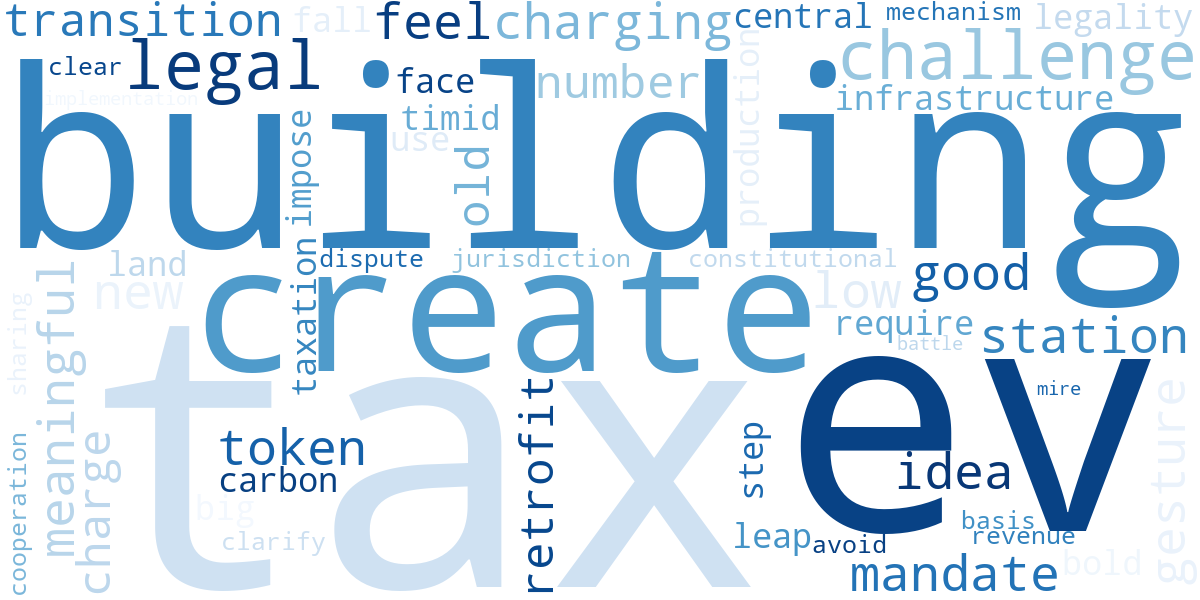 transition
fall
feel
charging
central
mechanism
legality
clear
legal
face
number
challenge
infrastructure
implementation
timid
use
building
impose
old
production
land
new
taxation
dispute
jurisdiction
constitutional
good
low
create
require
battle
station
sharing
meaningful
tax
ev
mire
retrofit
step
gesture
cooperation
charge
token
carbon
idea
big
clarify
leap
avoid
basis
revenue
mandate
bold